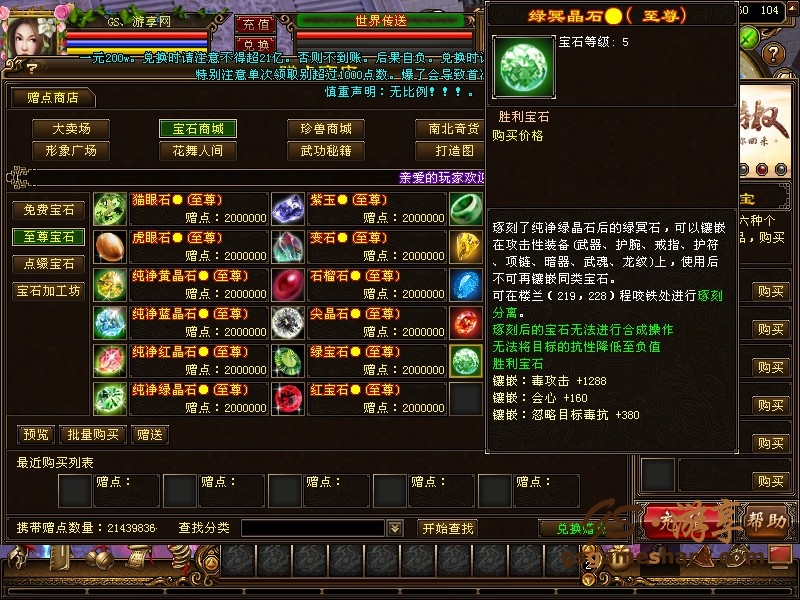 GS、游享网
充值
兑换
世界传送
60 104
一元200w。兑换时请注意不得超21亿。否则不到账。后果自负。兑换时请
特别注意单次领取别超过1000点数。爆了会导致首次
慎重声明：无比例！！！。
赠点商店
大卖场
宝石商城
珍兽商城
南北奇货
形象广场
花舞人间
武功秘籍
打造图
亲爱的玩家欢迎
免费宝石
至尊宝石
点缀宝石
宝石加工坊
猫眼石●(至尊)
赠点：2000000
紫玉●(至尊)
赠点：2000000
虎眼石●(至尊)
赠点：2000000
变石●(至尊)
赠点：2000000
纯净黄晶石●(至尊)
赠点：2000000
石榴石●(至尊)
赠点：2000000
纯净蓝晶石●(至尊)
赠点：2000000
尖晶石●(至尊)
赠点：2000000
纯净红晶石●(至尊)
赠点：2000000
绿宝石●(至尊)
赠点：2000000
纯净绿晶石●(至尊)
赠点：2000000
红宝石●(至尊)
赠点：2000000
预览
批量购买
赠送
最近购买列表
赠点：
赠点：
赠点：
赠点：
赠点：
携带赠点数量：21439836
查找分类
开始查找
兑换赠点
绿冥晶石●( 至尊)
宝石等级: 5
胜利宝石
购买价格
琢刻了纯净绿晶石后的绿冥石，可以镶嵌
在攻击性装备(武器、护腕、戒指、护符
、项链、暗器、武魂、龙纹)上，使用后
不可再镶嵌同类宝石。
可在楼兰（219，228）程咬铁处进行琢刻
分离。
琢刻后的宝石无法进行合成操作
无法将目标的抗性降低至负值
胜利宝石
镶嵌：毒攻击 +1288
镶嵌：会心 +160
镶嵌：忽略目标毒抗 +380
宝
六种个
品，购买
购买
购买
购买
购买
购买
购买
帮助